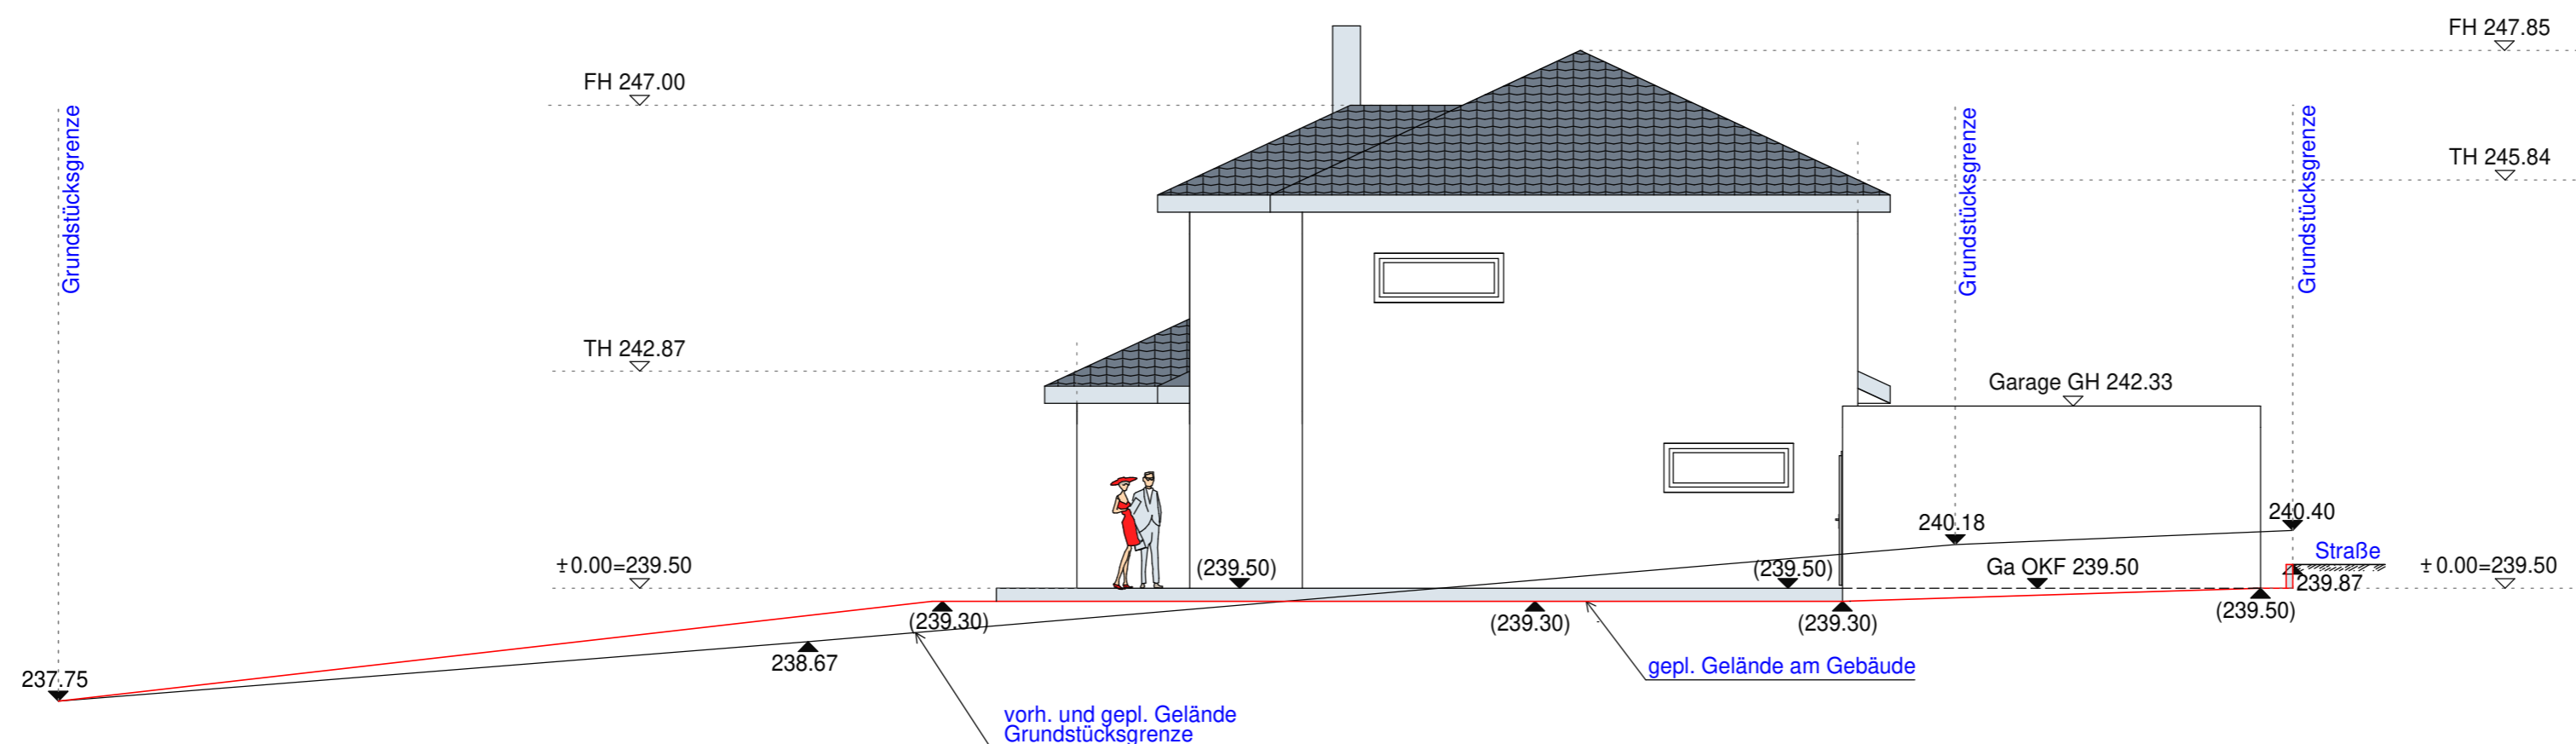 FH 247.85
FH 247.00
Grundstücksgrenze
Grundstücksgrenze
Grundstücksgrenze
TH 245.84
TH 242.87
Garage GH 242.33
240.40
240.18
Straße
±0.00=239.50
(239.50)
(239.50)
Ga OKF 239.50
239.87
±0.00=239.50
(239.30)
(239.30)
(239.30)
(239.50)
238.67
237.75
gepl. Gelände am Gebäude
vorh. und gepl. Gelände
Grundstücksgrenze